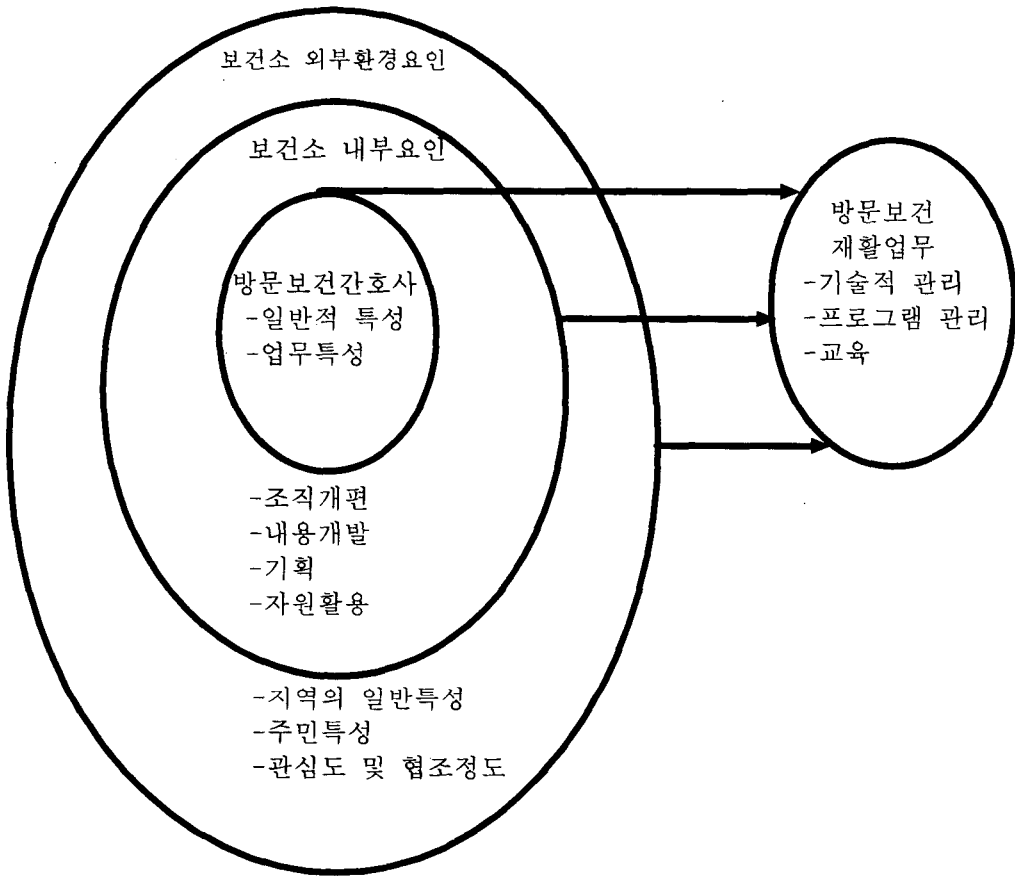 보건소 외부환경요인
보건소 내부요인
방문보건간호사
-일반적 특성
-업무특성
-조직개편
-내용개발
-기획
-자원활용
-지역의 일반특성
-주민특성
-관심도 및 협조정도
방문보건
재활업무
-기술적 관리
-프로그램 관리
-교육